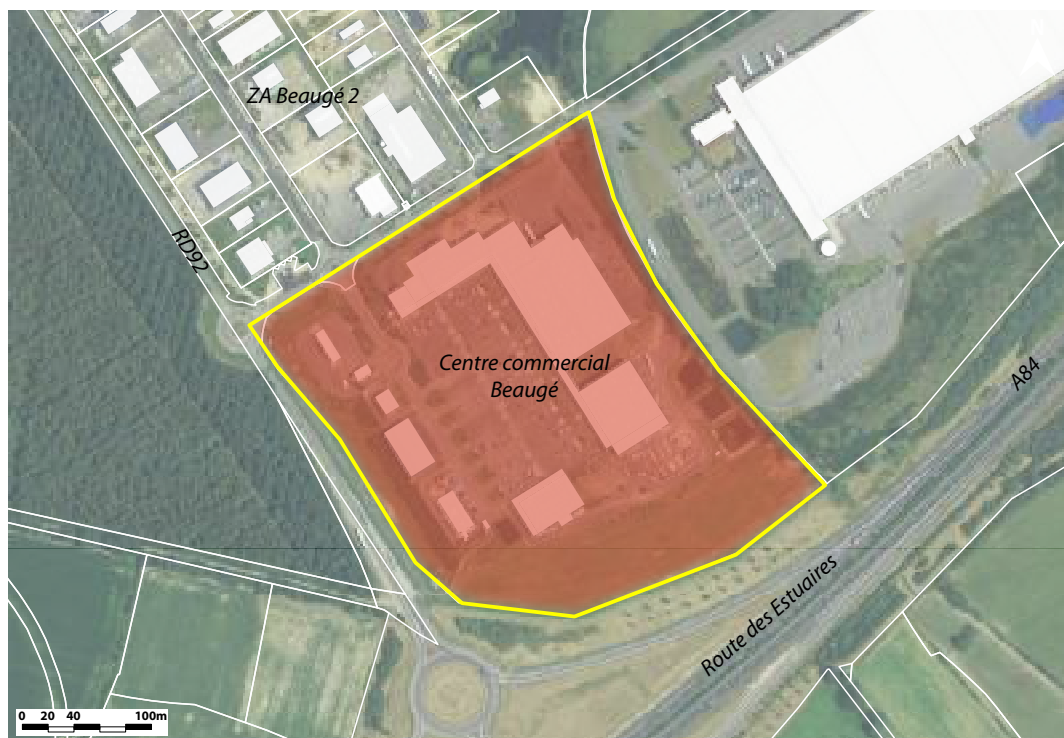 ZA Beaugé 2
RD92
Centre commercial
Beaugé
A84
Route des Estuaires
0 20 40 100m